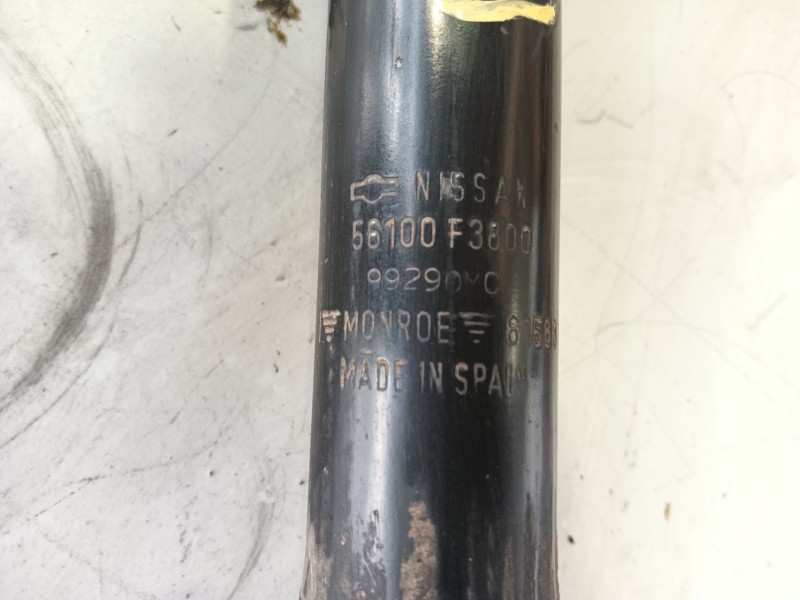 NISSAN
56100 F3800
99290
MONROE
MADE IN SPAIN